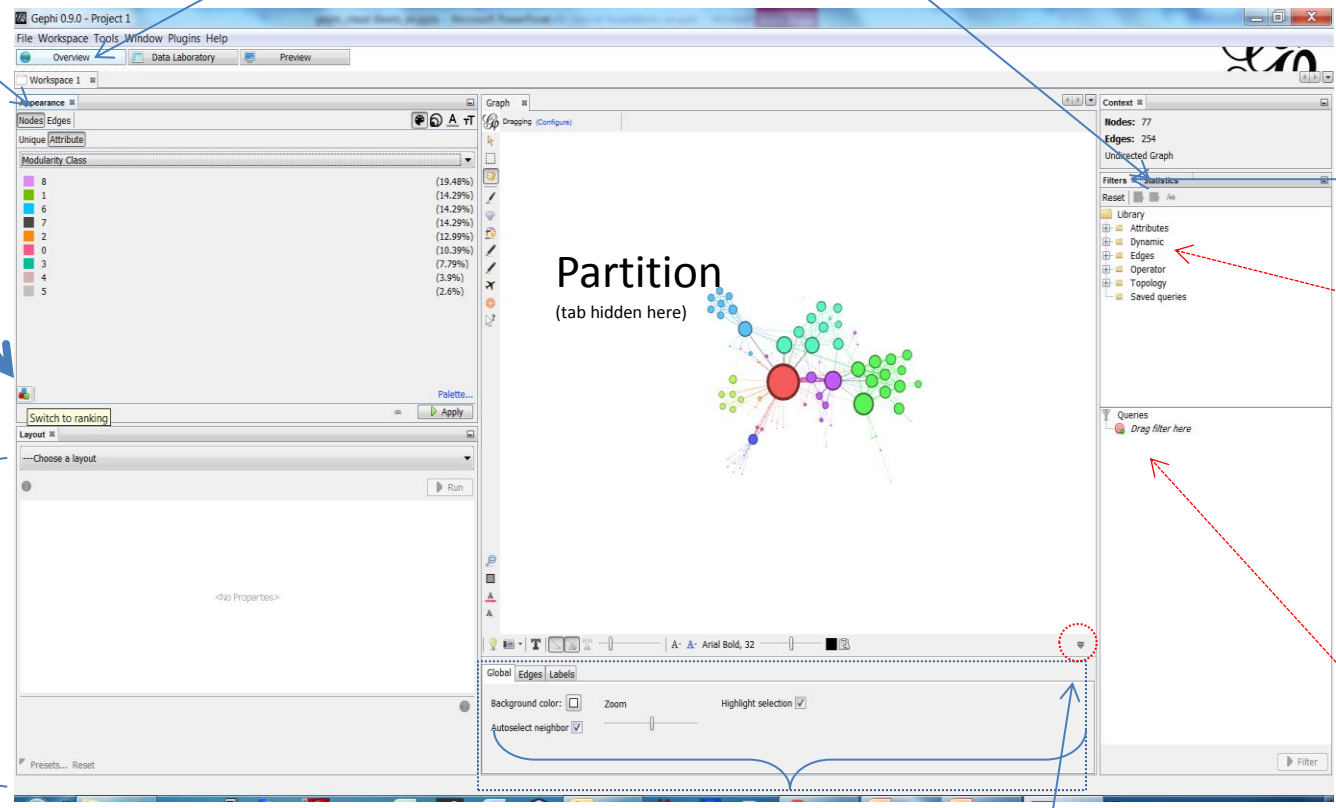 Gephi 0.9.0 - Project 1
File Workspace Tools Window Plugins Help
Overview Data Laboratory Preview
Workspace 1
Appearance
Nodes Edges
Unique Attribute
Modularity Class
8 (19.48%)
1 (14.29%)
6 (14.29%)
7 (14.29%)
2 (12.99%)
0 (10.39%)
3 (7.79%)
4 (3.9%)
5 (2.6%)
Palette...
Apply
Switch to ranking
Layout
---Choose a layout
Run
<No Properties>
Presets... Reset
Graph
Dragging (Configure)
Partition
(tab hidden here)
T A- A- Arial Bold, 32
Global Edges Labels
Background color: Zoom Highlight selection
Autoselect neighbor
Context
Nodes: 77
Edges: 254
Undirected Graph
Filters Statistics
Reset
Library
Attributes
Dynamic
Edges
Operator
Topology
Saved queries
Queries
Drag filter here
Filter